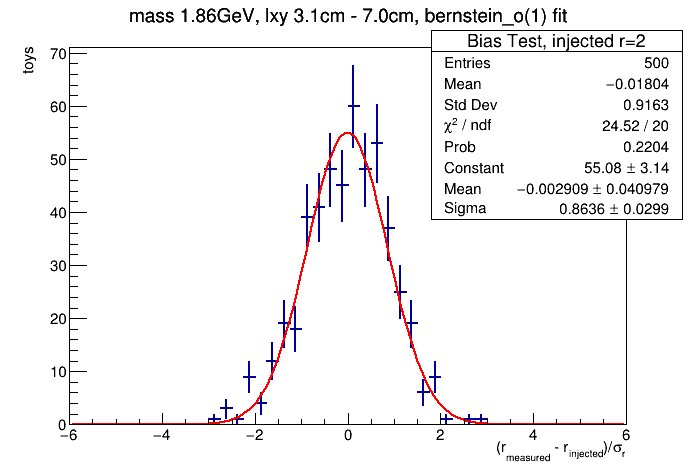 mass 1.86GeV, lxy 3.1cm - 7.0cm, bernstein_o(1) fit
toys
Bias Test, injected r=2
Entries 500
Mean −0.01804
Std Dev 0.9163
χ² / ndf 24.52 / 20
Prob 0.2204
Constant 55.08 ± 3.14
Mean −0.002909 ± 0.040979
Sigma 0.8636 ± 0.0299
70
60
50
40
30
20
10
0
−6 −4 −2 0 2 4 6
(r_measured - r_injected)/σ_r